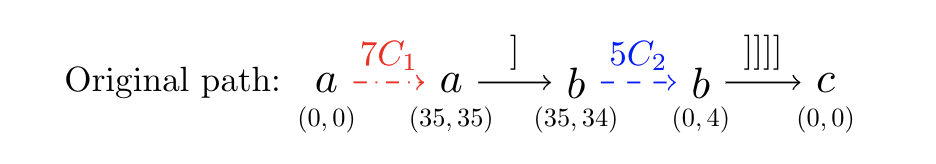 7C₁ ] 5C₂ ]]]]
Original path: a a b b c
(0, 0) (35, 35) (35, 34) (0, 4) (0, 0)